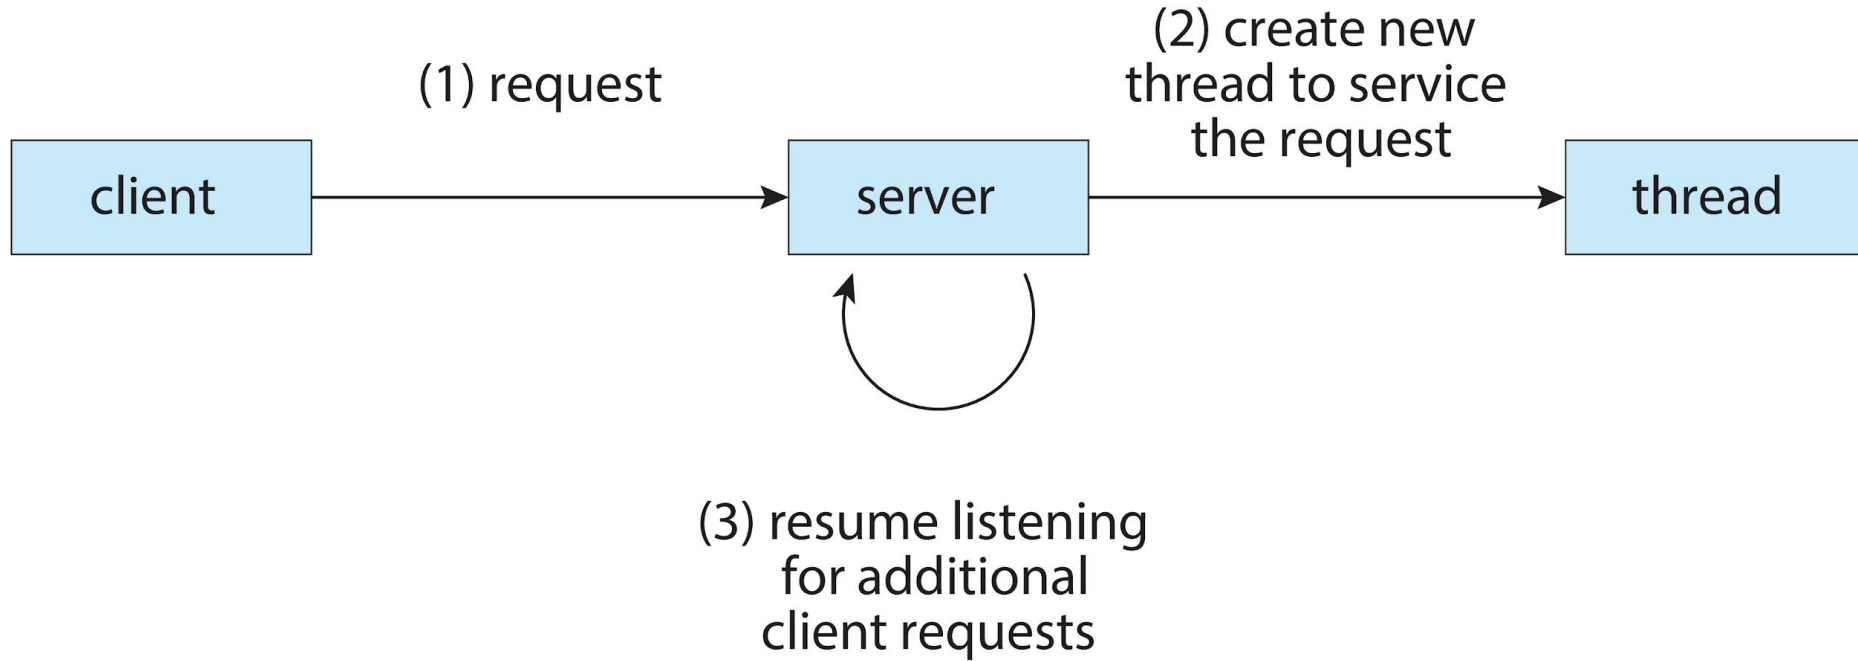 (1) request
(2) create new
thread to service
the request
client
server
thread
(3) resume listening
for additional
client requests